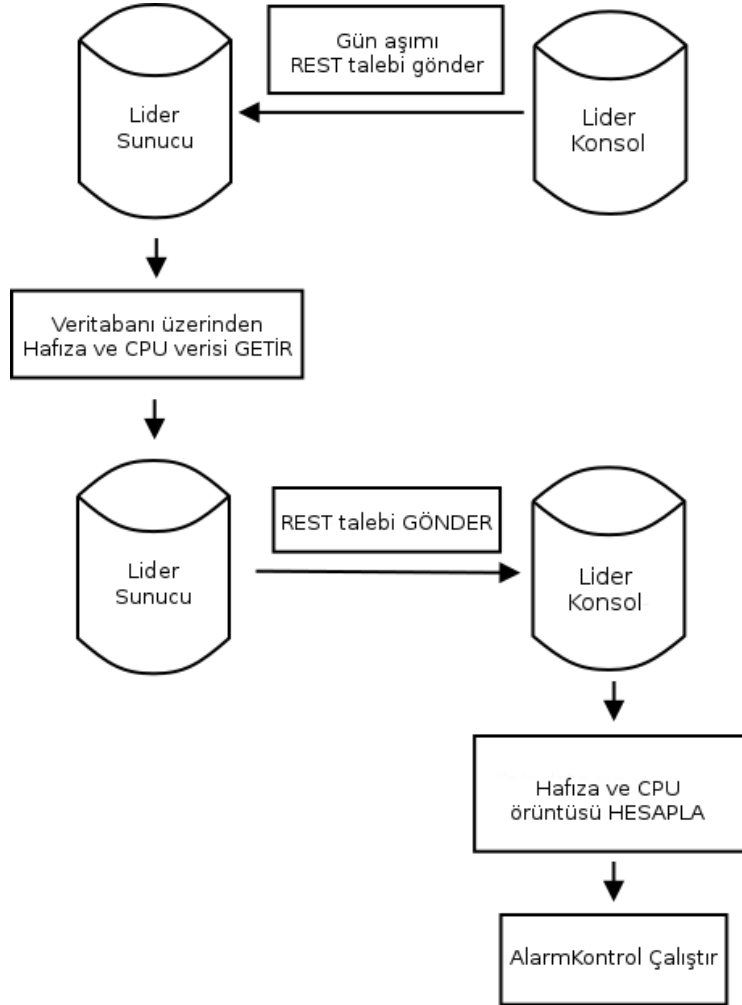 Gün aşımı
REST talebi gönder
Lider
Sunucu
Lider
Konsol
Veritabanı üzerinden
Hafıza ve CPU verisi GETİR
REST talebi GÖNDER
Lider
Sunucu
Lider
Konsol
Hafıza ve CPU
örüntüsü HESAPLA
AlarmKontrol Çalıştır